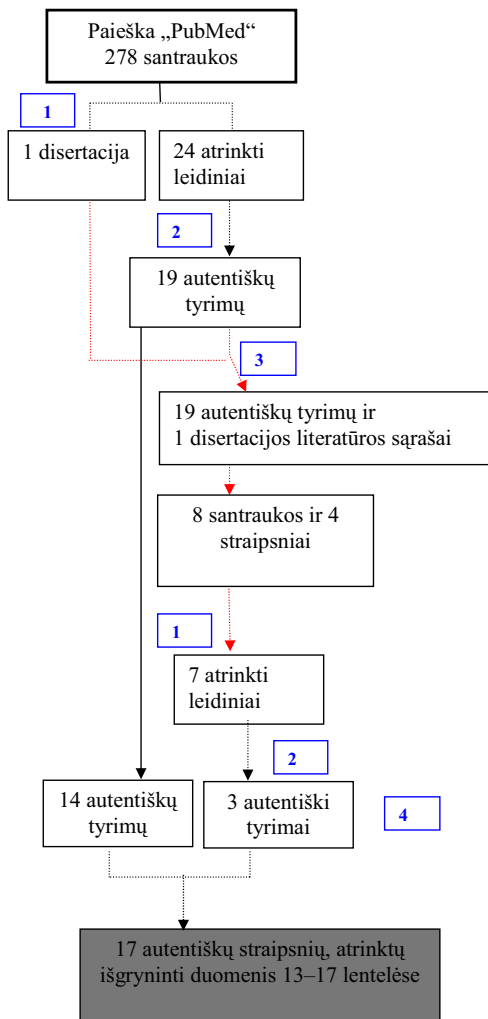 Paieška „PubMed“
278 santraukos
1
1 disertacija
24 atrinkti
leidiniai
2
19 autentiškų
tyrimų
3
19 autentiškų tyrimų ir
1 disertacijos literatūros sąrašai
8 santraukos ir 4
straipsniai
1
7 atrinkti
leidiniai
2
14 autentiškų
tyrimų
3 autentiški
tyrimai
4
17 autentiškų straipsnių, atrinktų
išgryninti duomenis 13–17 lentelėse